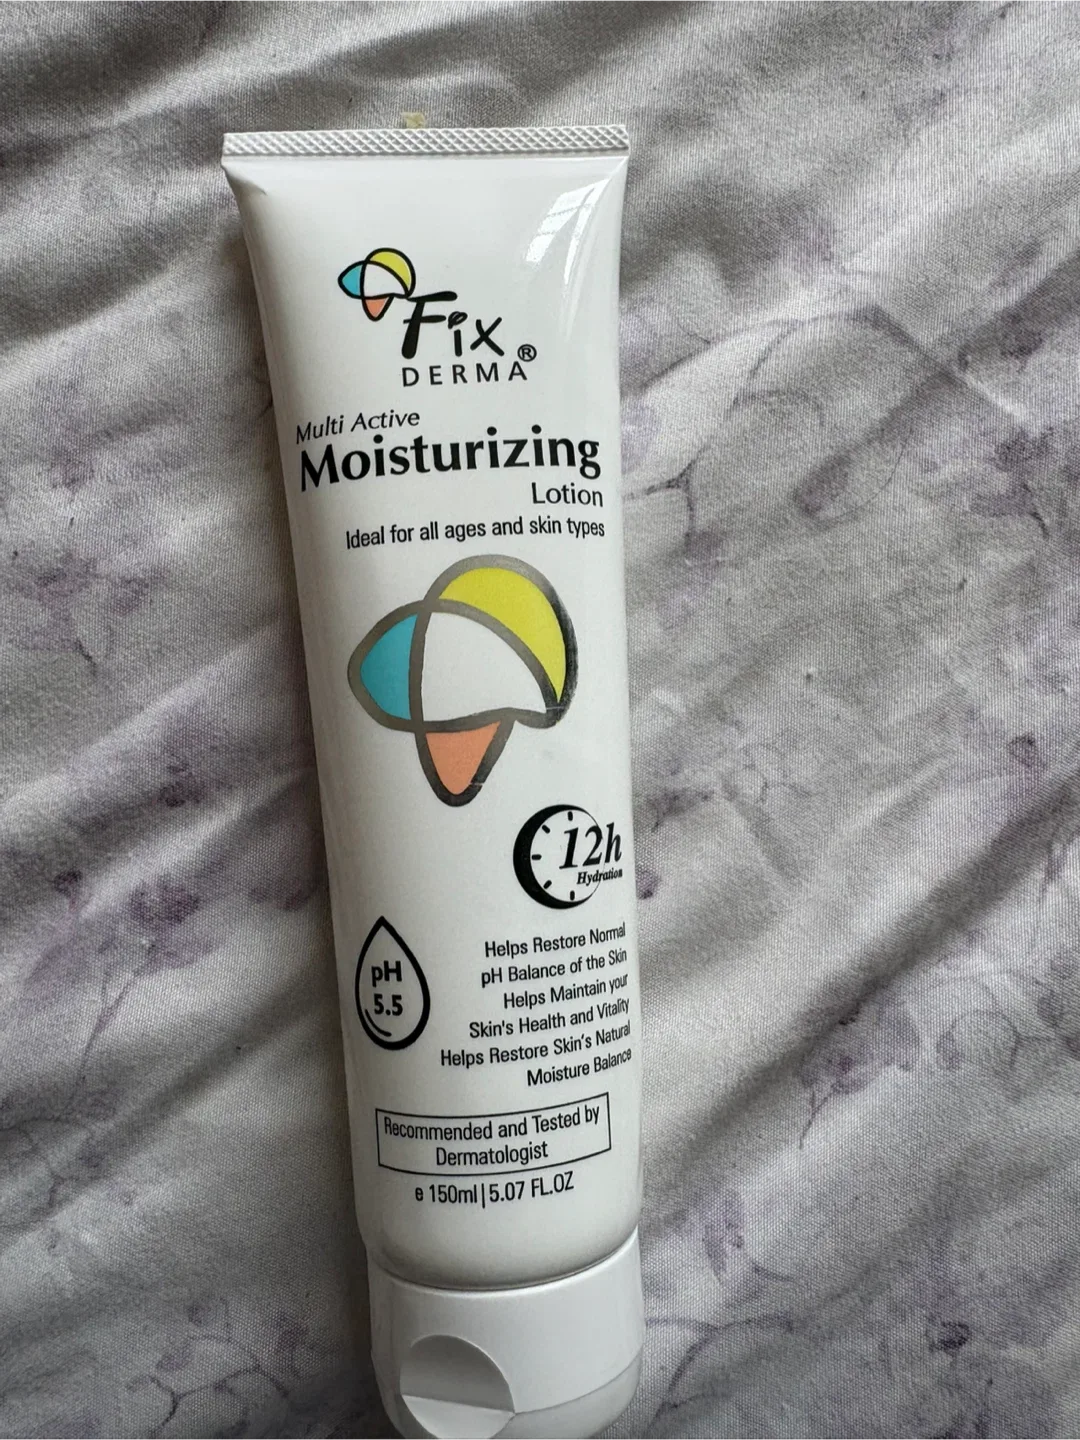 Fix
DERMA®
Multi Active
Moisturizing
Lotion
Ideal for all ages and skin types
12h
Hydration
pH
5.5
Helps Restore Normal
pH Balance of the Skin
Helps Maintain your
Skin's Health and Vitality
Helps Restore Skin's Natural
Moisture Balance
Recommended and Tested by
Dermatologist
e 150ml|5.07 FL.OZ